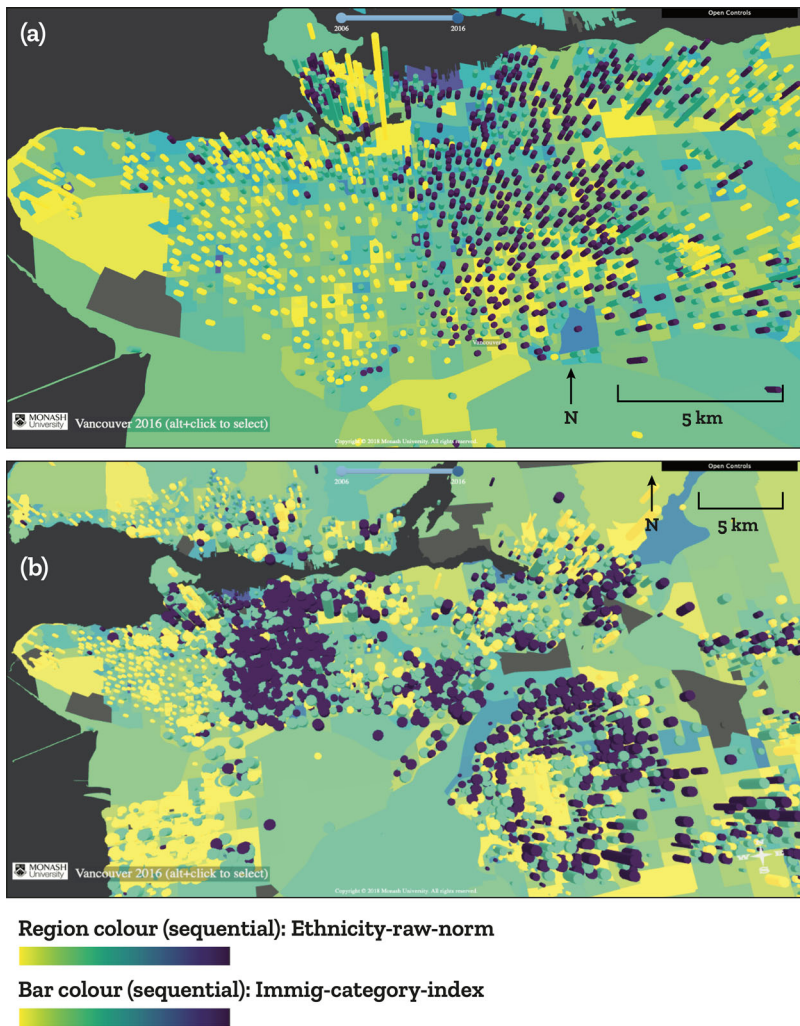 (a)
2006
2016
Open Controls
Vancouver
N
5 km
MONASH
University
Vancouver 2016 (alt+click to select)
Copyright © 2018 Monash University. All rights reserved
2006
2016
Open Controls
N
5 km
(b)
W
S
MONASH
University
Vancouver 2016 (alt+click to select)
Copyright © 2018 Monash University. All rights reserved
Region colour (sequential): Ethnicity-raw-norm
Bar colour (sequential): Immig-category-index